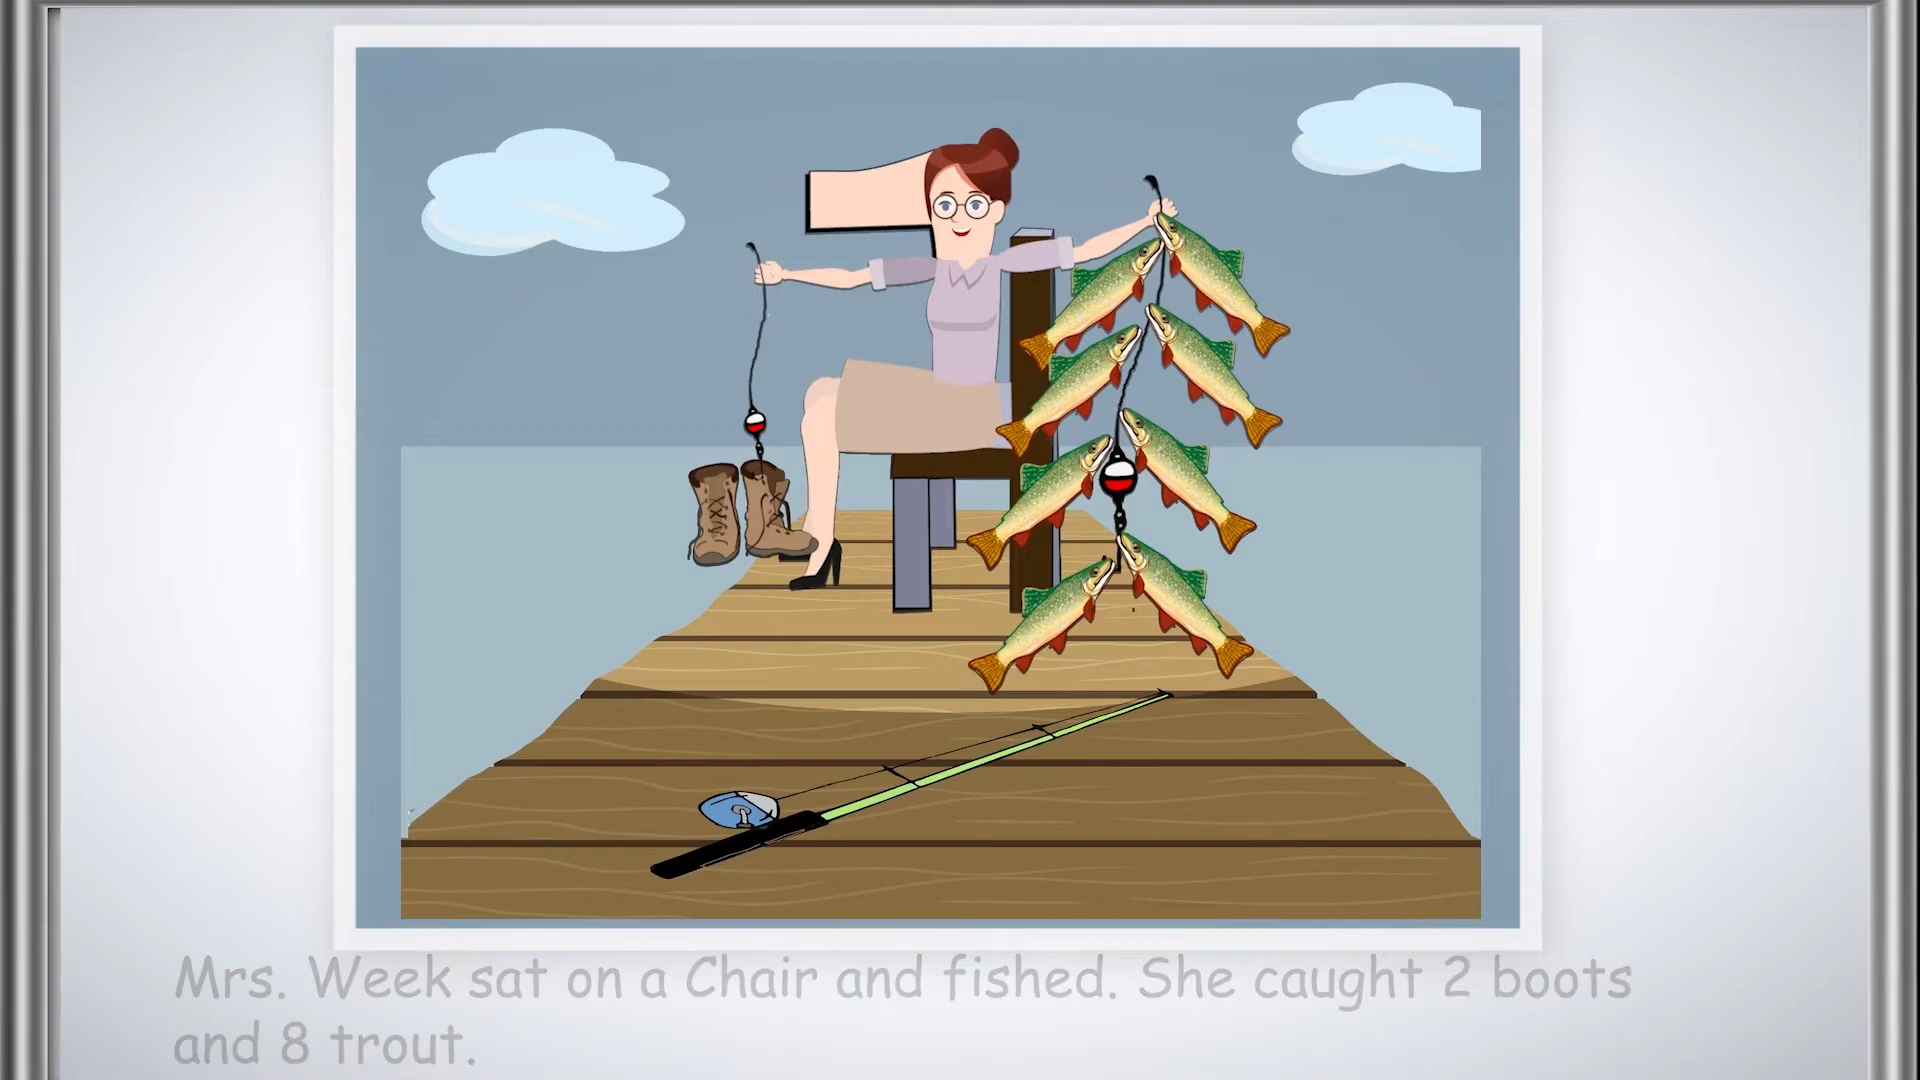 Mrs. Week sat on a Chair and fished. She caught 2 boots
and 8 trout.